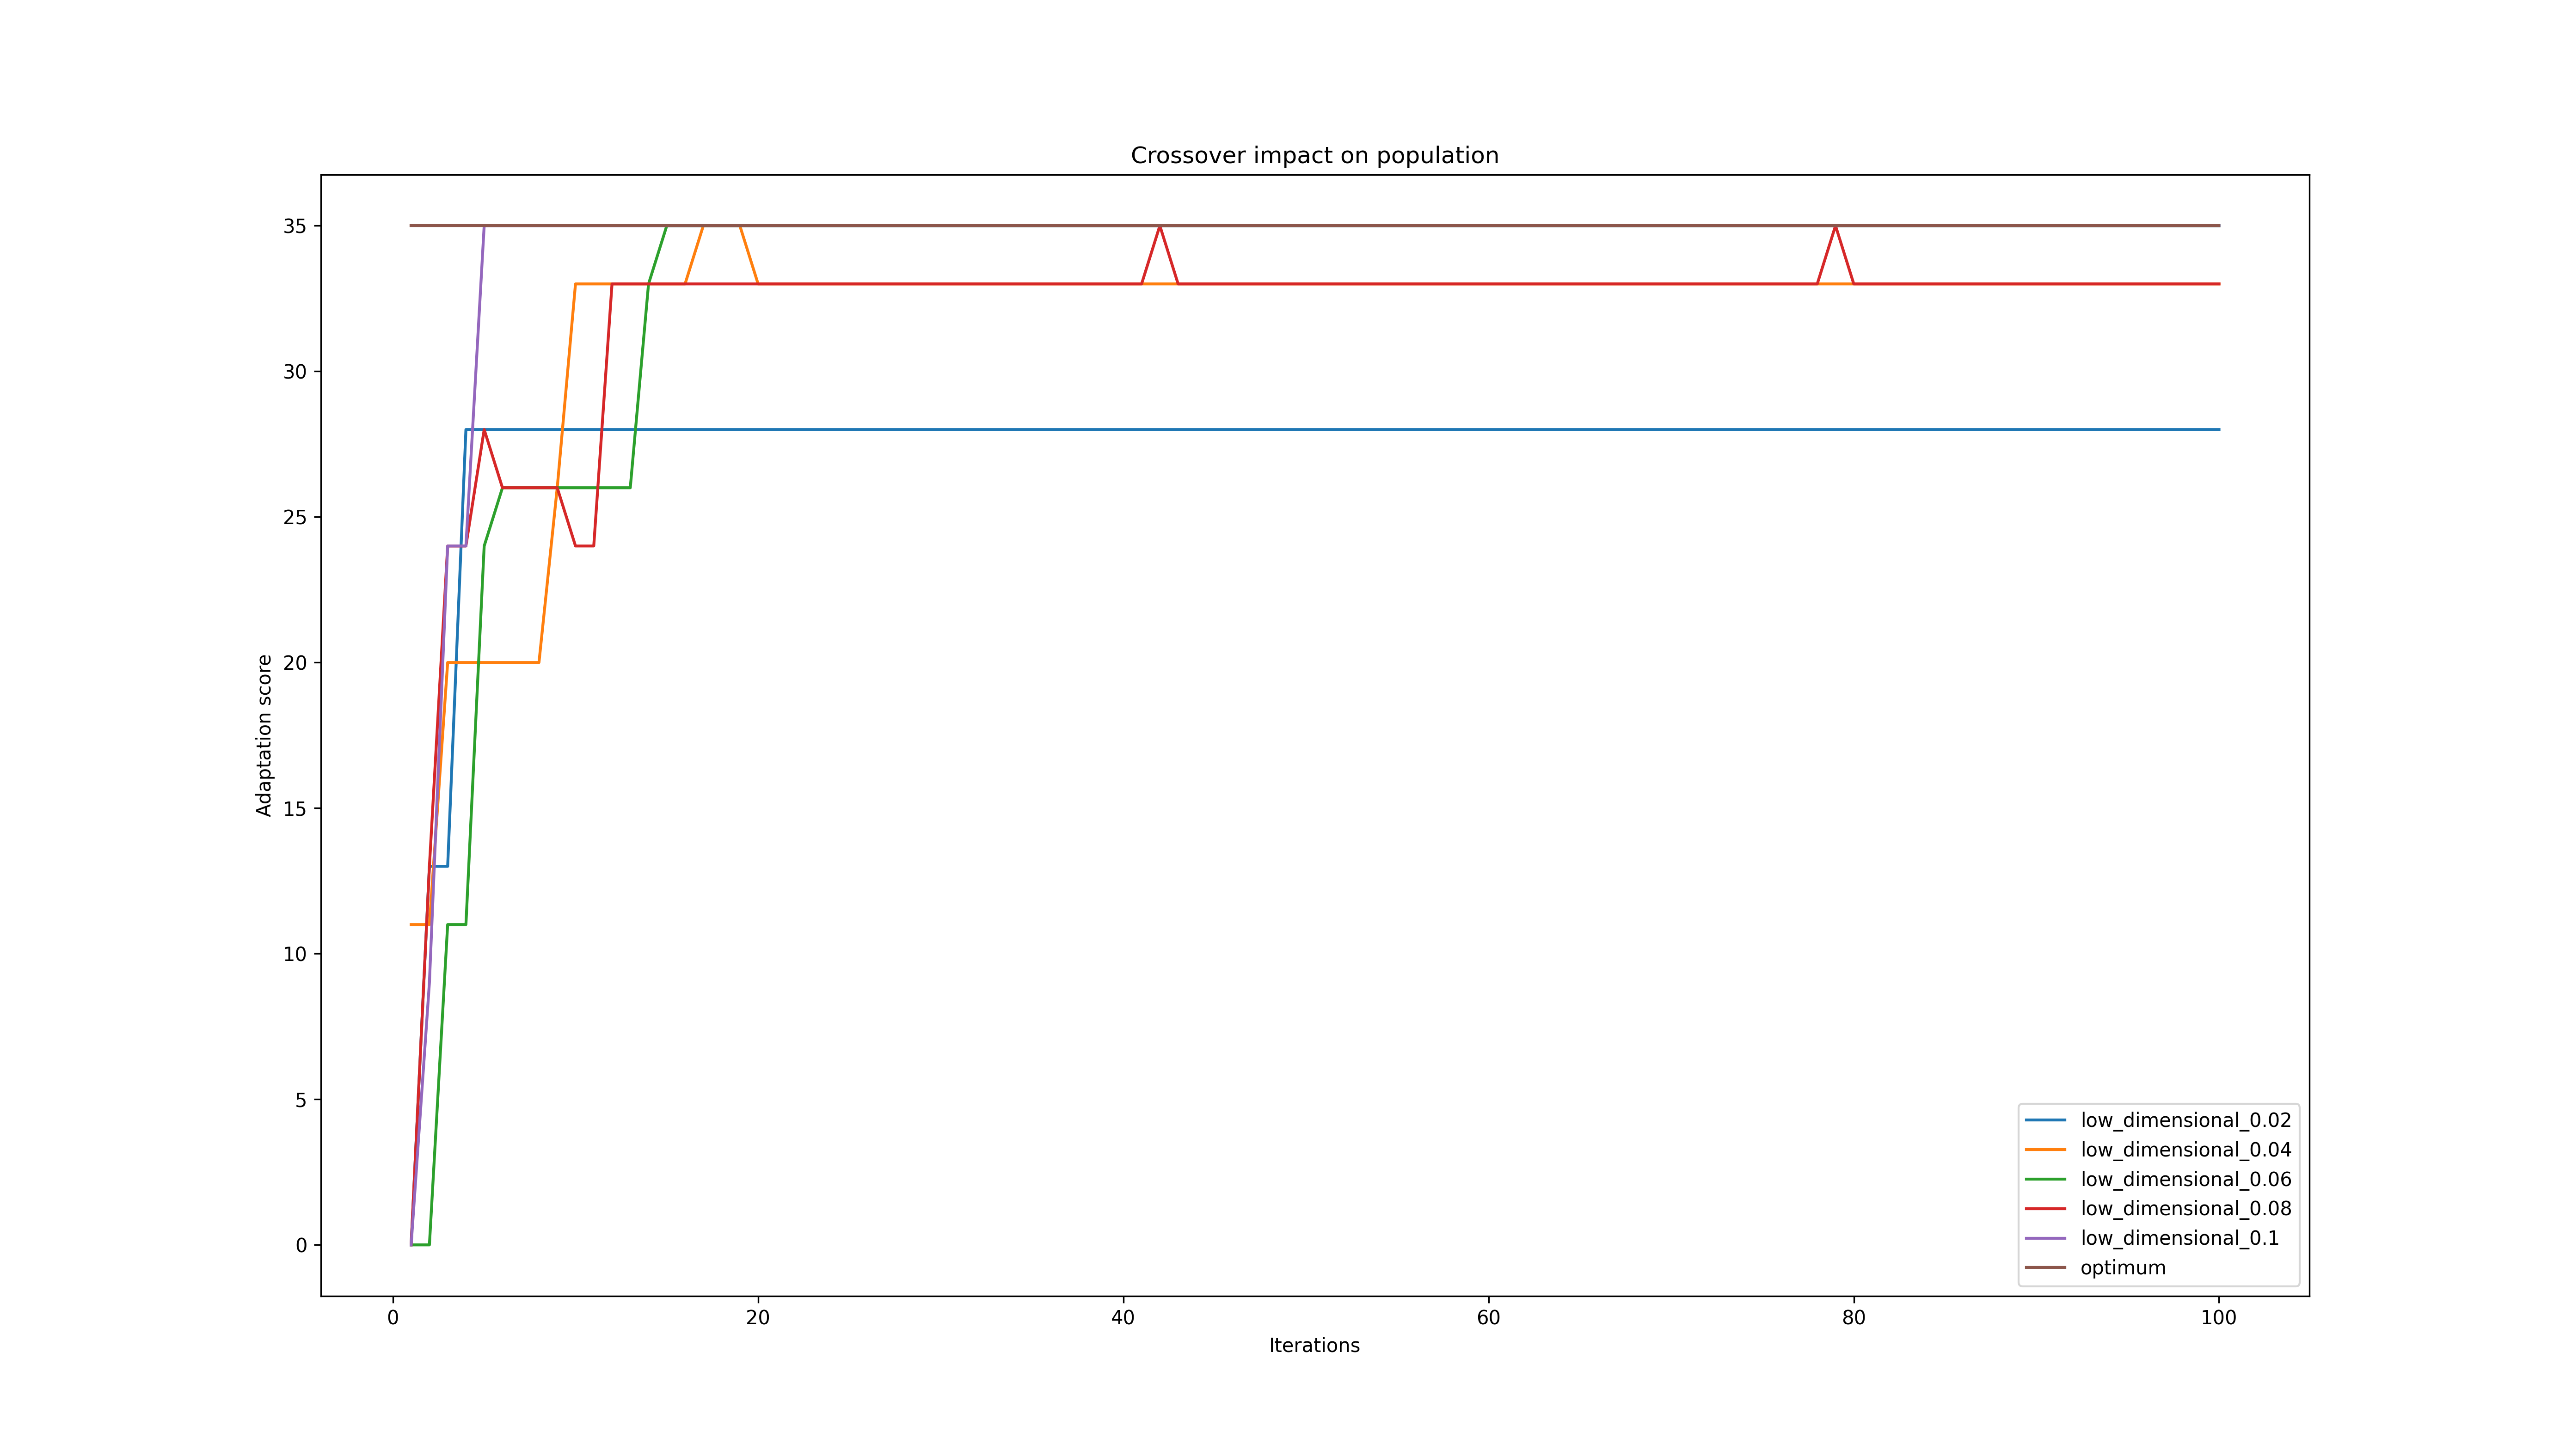 Crossover impact on population
35
30
25
20
15
10
5
0
Adaptation score
0 20 40 60 80 100
Iterations
low_dimensional_0.02
low_dimensional_0.04
low_dimensional_0.06
low_dimensional_0.08
low_dimensional_0.1
optimum